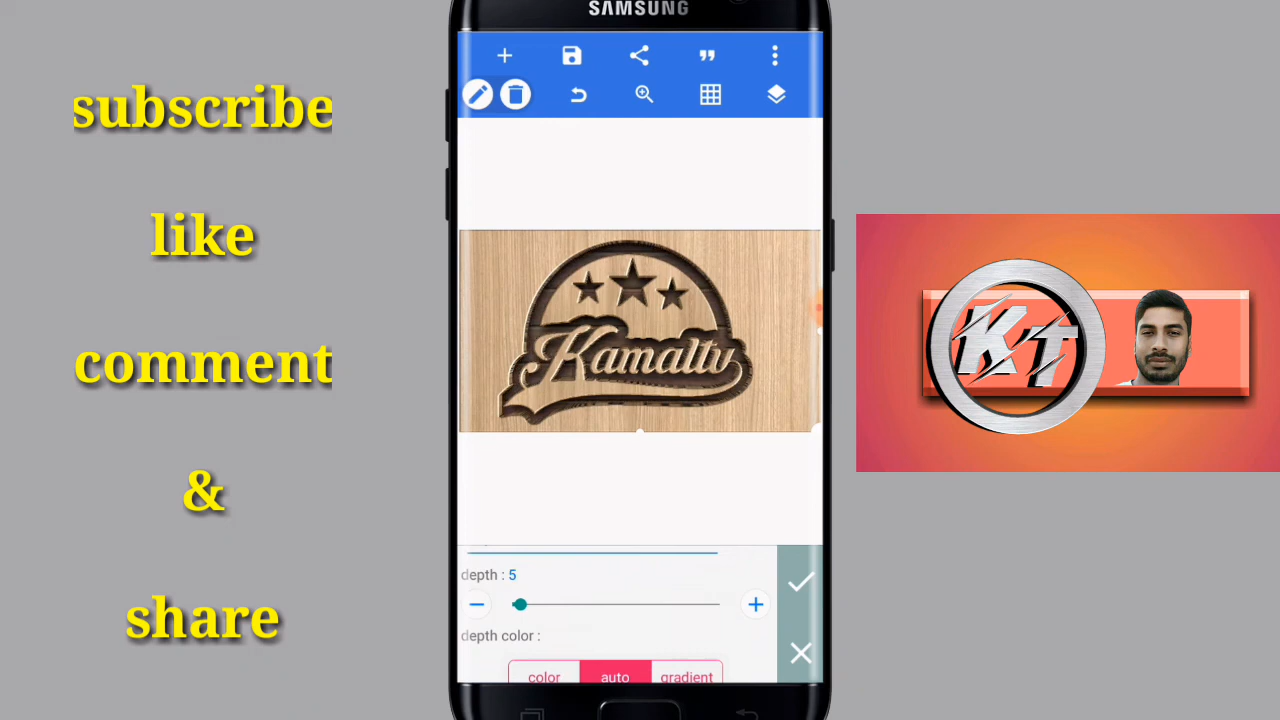 SAMSUNG
subscribe
like
comment
&
share
Kamaltv
KT
depth : 5
depth color :
color
auto
gradient